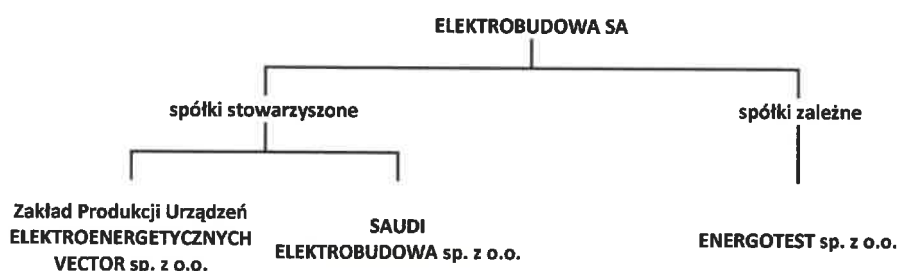 ELEKTROBUDOWA SA
spółki stowarzyszone
spółki zależne
Zakład Produkcji Urządzeń
ELEKTROENERGETYCZNYCH
VECTOR sp. z o.o.
SAUDI
ELEKTROBUDOWA sp. z o.o.
ENERGOTEST sp. z o.o.